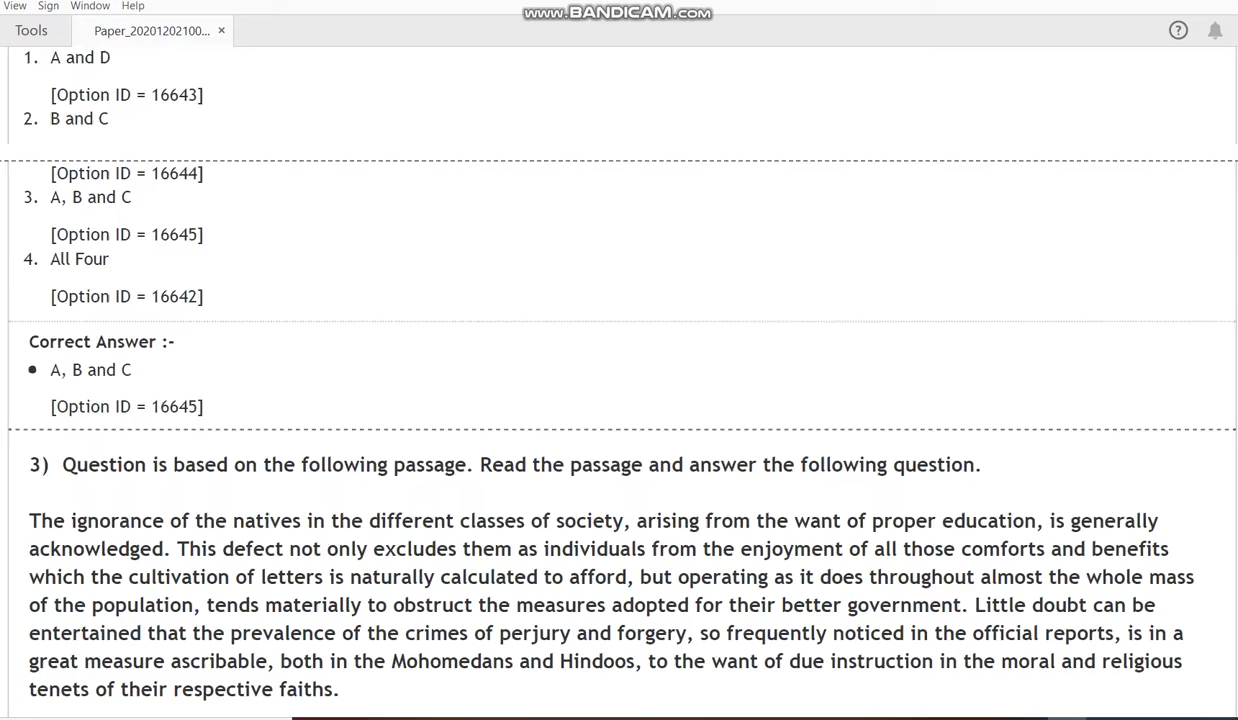 View Sign Window Help
www.BANDICAM.com
Tools Paper_20201202100... ×
1. A and D
[Option ID = 16643]
2. B and C
[Option ID = 16644]
3. A, B and C
[Option ID = 16645]
4. All Four
[Option ID = 16642]
Correct Answer :-
• A, B and C
[Option ID = 16645]
3) Question is based on the following passage. Read the passage and answer the following question.
The ignorance of the natives in the different classes of society, arising from the want of proper education, is generally
acknowledged. This defect not only excludes them as individuals from the enjoyment of all those comforts and benefits
which the cultivation of letters is naturally calculated to afford, but operating as it does throughout almost the whole mass
of the population, tends materially to obstruct the measures adopted for their better government. Little doubt can be
entertained that the prevalence of the crimes of perjury and forgery, so frequently noticed in the official reports, is in a
great measure ascribable, both in the Mohomedans and Hindoos, to the want of due instruction in the moral and religious
tenets of their respective faiths.